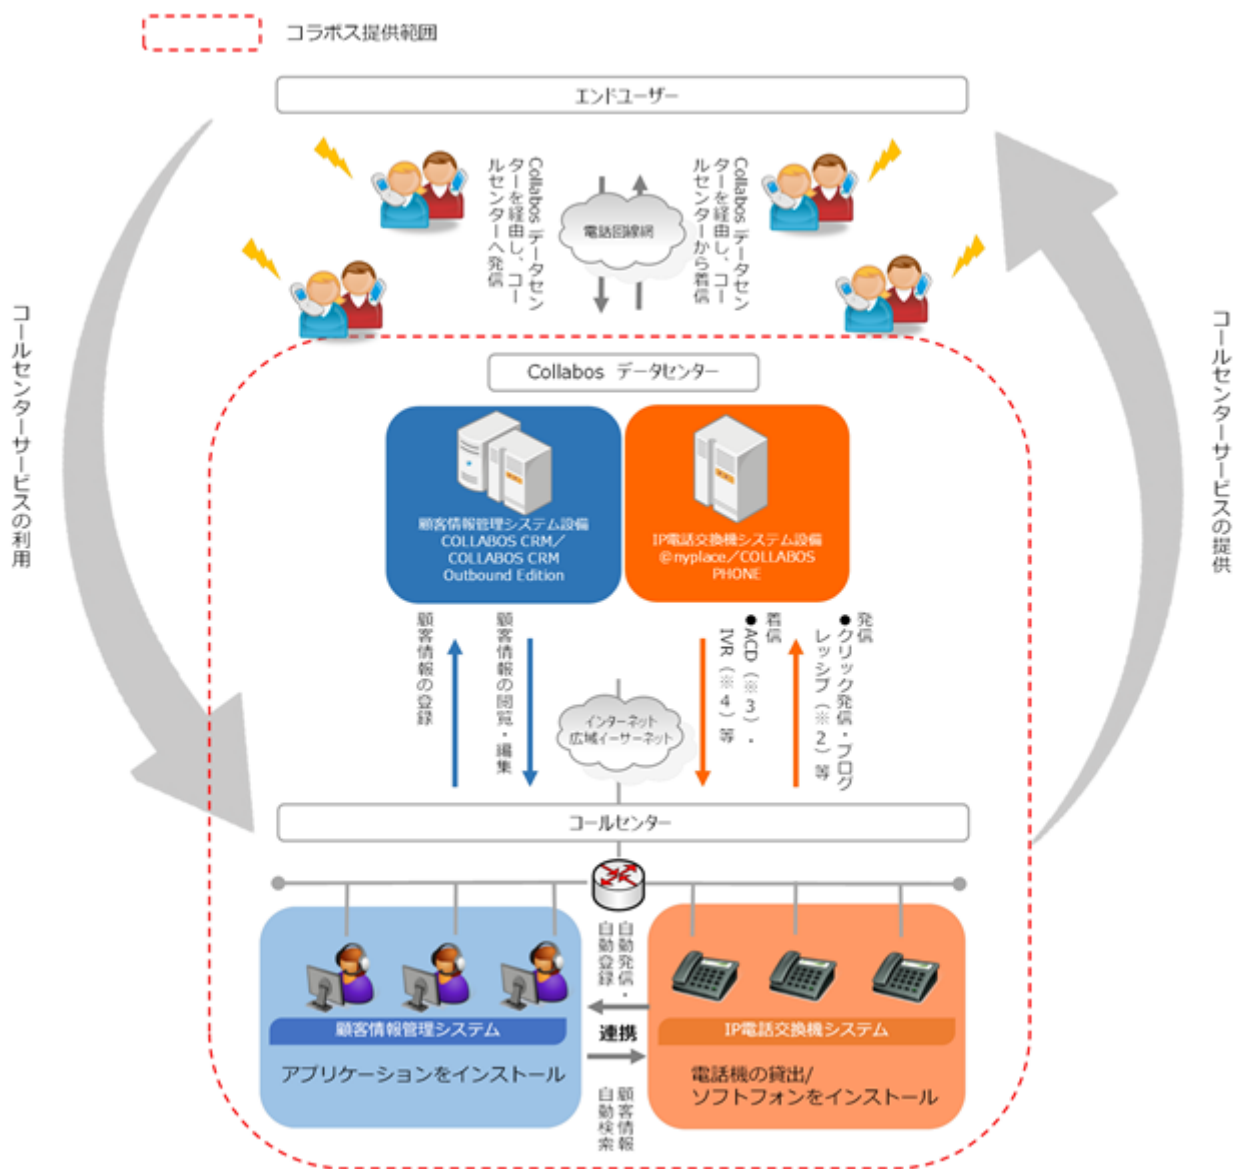 コラボス提供範囲
エンドユーザー
Collabos データセン
ターを経由し、コー
ルセンターへ発信
電話回線網
Collabos データセン
ターを経由し、コー
ルセンターから着信
コールセンターサービスの利用
コールセンターサービスの提供
Collabos データセンター
顧客情報管理システム設備
COLLABOS CRM／
COLLABOS CRM
Outbound Edition
IP電話交換機システム設備
@nyplace／COLLABOS
PHONE
顧客情報の登録
顧客情報の閲覧・編集
インターネット
広域イーサーネット
着信
●ACD（※3）・
IVR（※4）等
発信
●クリック発信・プログ
レッシブ（※2）等
コールセンター
自動発信・
自動登録
連携
顧客情報
自動検索
顧客情報管理システム
アプリケーションをインストール
IP電話交換機システム
電話機の貸出/
ソフトフォンをインストール